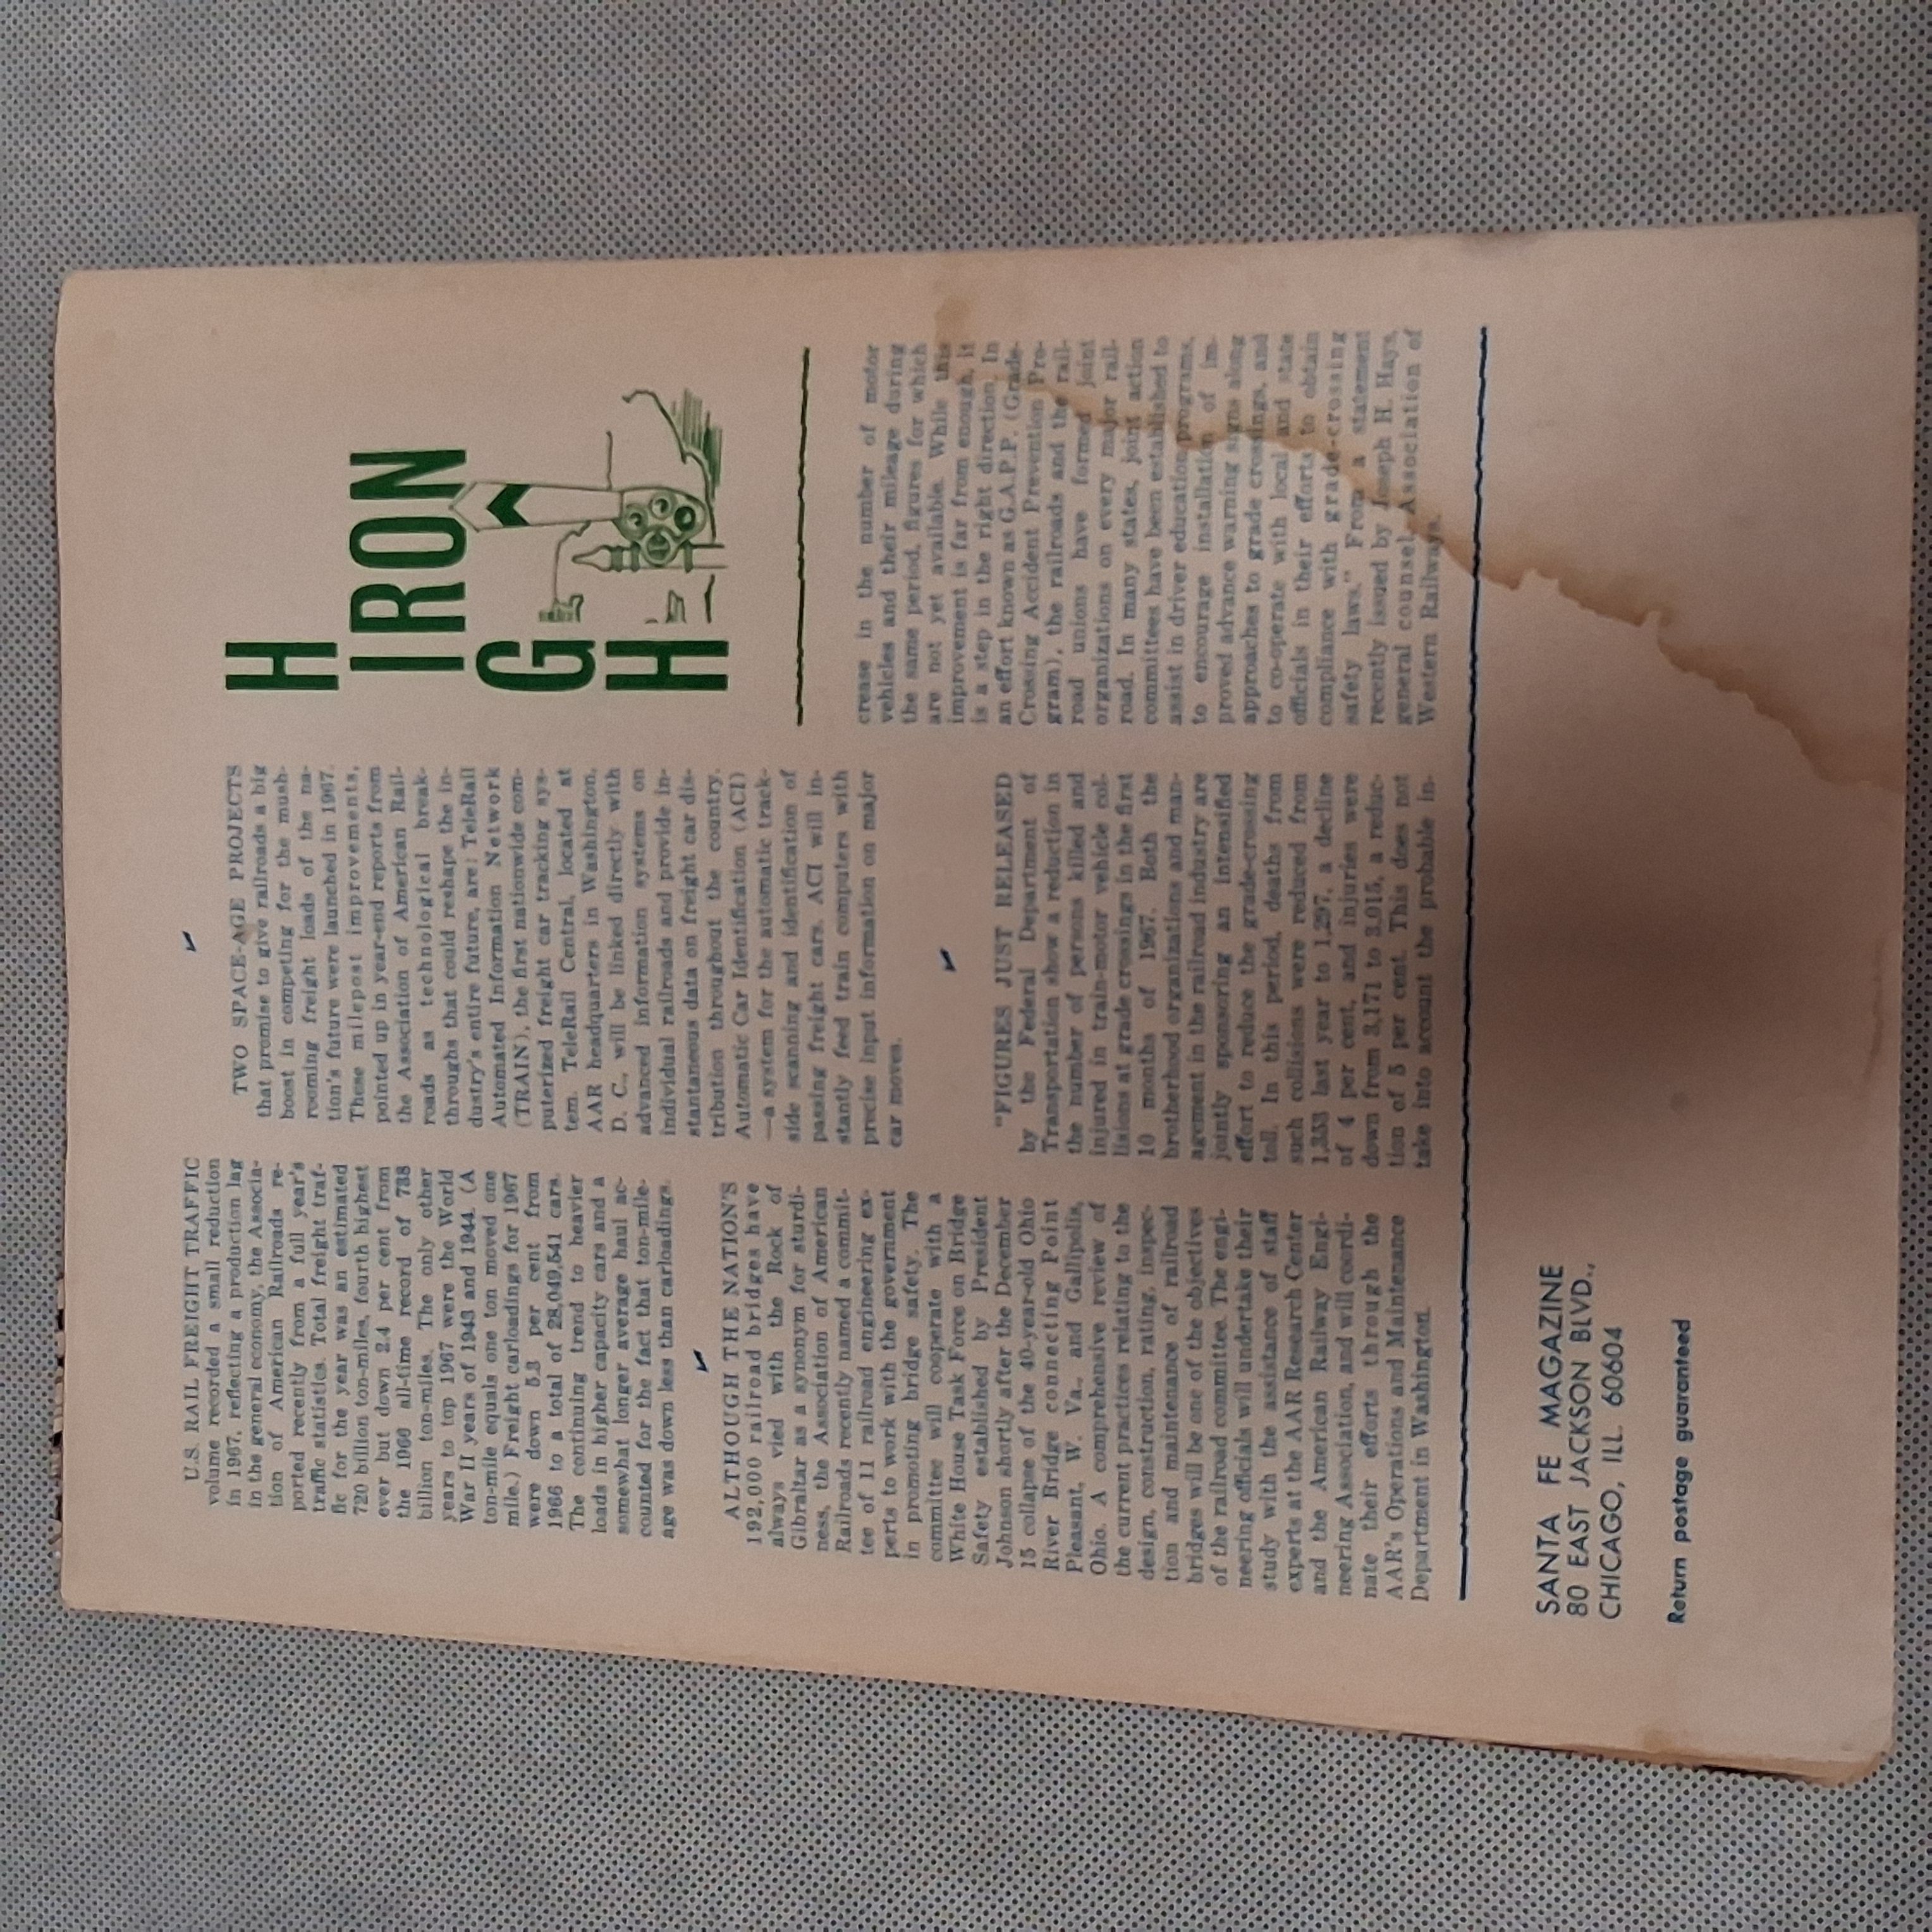 U.S. RAIL FREIGHT TRAFFIC
volume recorded a small reduction
in 1967, reflecting a production lag
in the general economy, the Associa-
tion of American Railroads re-
ported recently from a full year's
traffic statistics. Total freight traf-
fic for the year was an estimated
720 billion ton-miles, fourth highest
ever but down 2.4 per cent from
the 1966 all-time record of 738
billion ton-miles. The only other
years to top 1967 were the World
War II years of 1943 and 1944. (A
ton-mile equals one ton moved one
mile.) Freight carloadings for 1967
were down 5.3 per cent from
1966 to a total of 28,049,541 cars.
The continuing trend to heavier
loads in higher capacity cars and a
somewhat longer average haul ac-
counted for the fact that ton-mile-
age was down less than carloadings.
ALTHOUGH THE NATION'S
192,000 railroad bridges have
always vied with the Rock of
Gibraltar as a synonym for sturdi-
ness, the Association of American
Railroads recently named a commit-
tee of 11 railroad engineering ex-
perts to work with the government
in promoting bridge safety. The
committee will cooperate with a
White House Task Force on Bridge
Safety established by President
Johnson shortly after the December
15 collapse of the 40-year-old Ohio
River Bridge connecting Point
Pleasant, W. Va., and Gallipolis,
Ohio. A comprehensive review of
the current practices relating to the
design, construction, rating, inspec-
tion and maintenance of railroad
bridges will be one of the objectives
of the railroad committee. The engi-
neering officials will undertake their
study with the assistance of staff
experts at the AAR Research Center
and the American Railway Engi-
neering Association, and will coordi-
nate their efforts through the
AAR's Operations and Maintenance
Department in Washington.
TWO SPACE-AGE PROJECTS
that promise to give railroads a big
boost in competing for the mush-
rooming freight loads of the na-
tion's future were launched in 1967.
These milepost improvements,
pointed up in year-end reports from
the Association of American Rail-
roads as technological break-
throughs that could reshape the in-
dustry's entire future, are: TeleRail
Automated Information Network
(TRAIN), the first nationwide com-
puterized freight car tracking sys-
tem. TeleRail Central, located at
AAR headquarters in Washington,
D. C., will be linked directly with
advanced information systems on
individual railroads and provide in-
stantaneous data on freight car dis-
tribution throughout the country.
Automatic Car Identification (ACI)
—a system for the automatic track-
side scanning and identification of
passing freight cars. ACI will in-
stantly feed train computers with
precise input information on major
car moves.
"FIGURES JUST RELEASED
by the Federal Department of
Transportation show a reduction in
the number of persons killed and
injured in train-motor vehicle col-
lisions at grade crossings in the first
10 months of 1967. Both the
brotherhood organizations and man-
agement in the railroad industry are
jointly sponsoring an intensified
effort to reduce the grade-crossing
toll. In this period, deaths from
such collisions were reduced from
1,353 last year to 1,297, a decline
of 4 per cent, and injuries were
down from 3,171 to 3,015, a reduc-
tion of 5 per cent. This does not
take into account the probable in-
H
IRON
G
H
crease in the number of motor
vehicles and their mileage during
the same period, figures for which
are not yet available. While this
improvement is far from enough, it
is a step in the right direction. In
an effort known as G.A.P.P. (Grade-
Crossing Accident Prevention Pro-
gram), the railroads and the rail-
road unions have formed joint
organizations on every major rail-
road. In many states, joint action
committees have been established to
assist in driver education programs,
to encourage installation of im-
proved advance warning signs along
approaches to grade crossings, and
to co-operate with local and state
officials in their efforts to obtain
compliance with grade-crossing
safety laws." From a statement
recently issued by Joseph H. Hays,
general counsel, Association of
Western Railways.
SANTA FE MAGAZINE
80 EAST JACKSON BLVD.,
CHICAGO, ILL. 60604
Return postage guaranteed